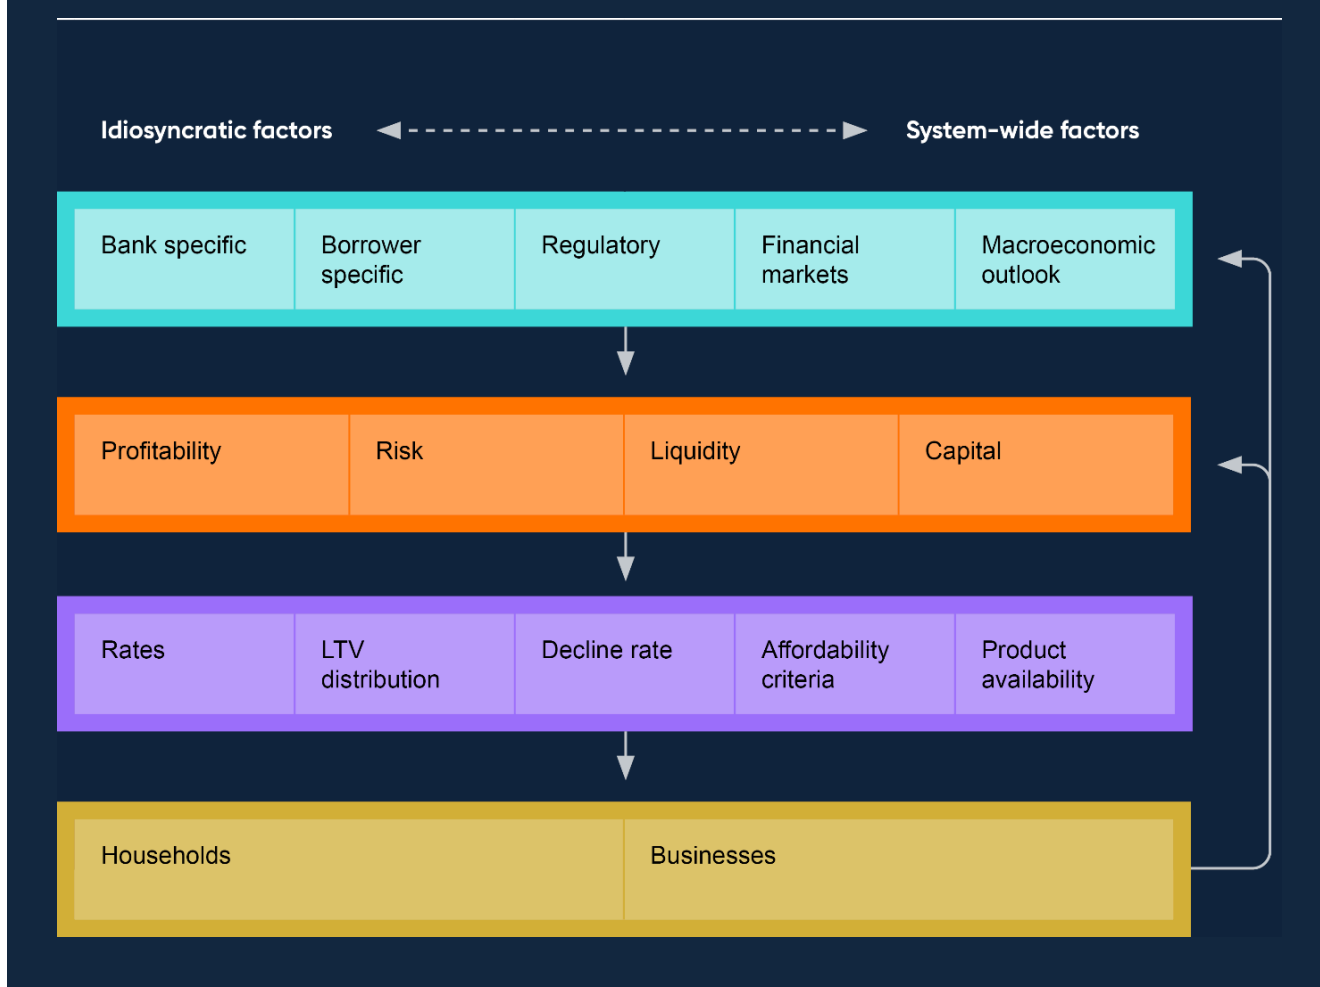 Idiosyncratic factors
System-wide factors
Bank specific
Borrower
specific
Regulatory
Financial
markets
Macroeconomic
outlook
Profitability
Risk
Liquidity
Capital
Rates
LTV
distribution
Decline rate
Affordability
criteria
Product
availability
Households
Businesses